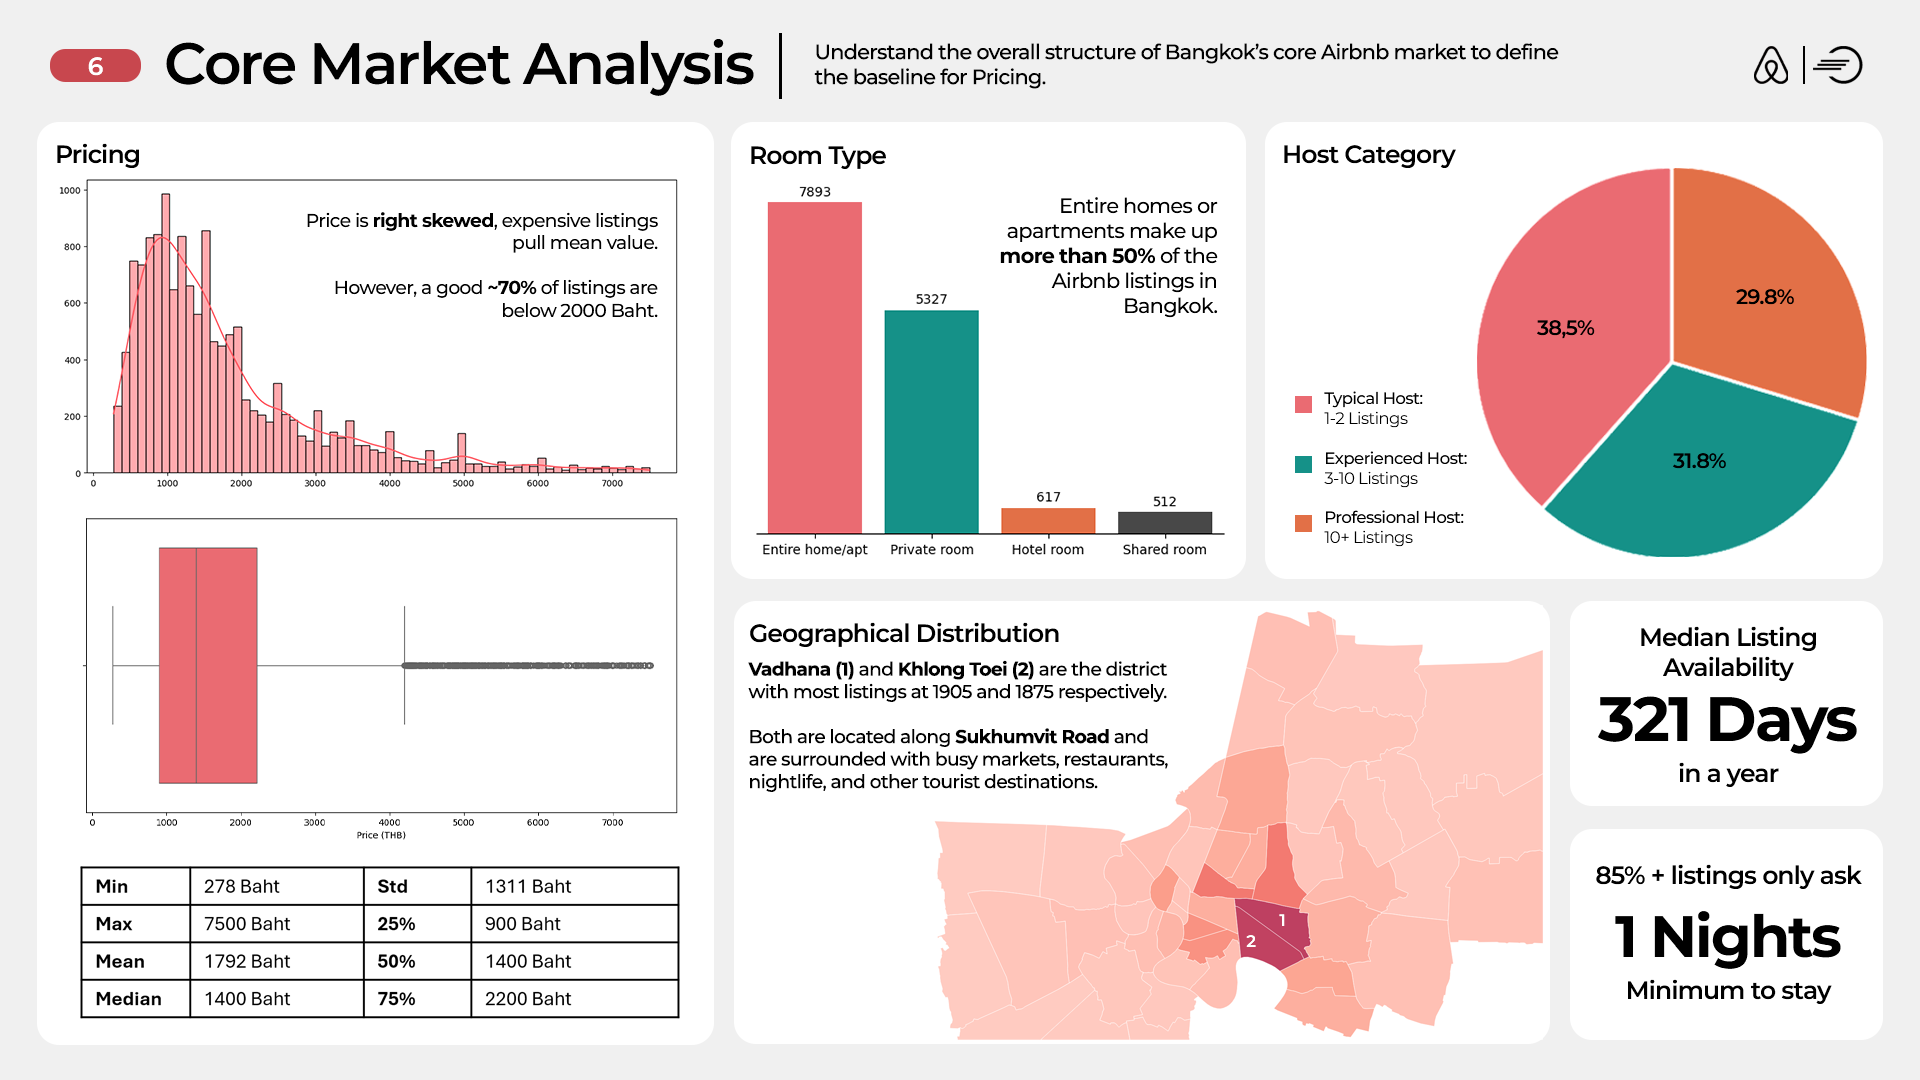 6
Core Market Analysis
Understand the overall structure of Bangkok's core Airbnb market to define
the baseline for Pricing.
Pricing
1000
800
600
400
200
0
Price is right skewed, expensive listings
pull mean value.
However, a good ~70% of listings are
below 2000 Baht.
0 1000 2000 3000 4000 5000 6000 7000
0 1000 2000 3000 4000 5000 6000 7000
Price (THB)
Min 278 Baht Std 1311 Baht
Max 7500 Baht 25% 900 Baht
Mean 1792 Baht 50% 1400 Baht
Median 1400 Baht 75% 2200 Baht
Room Type
7893
5327
617
512
Entire homes or
apartments make up
more than 50% of the
Airbnb listings in
Bangkok.
Entire home/apt Private room Hotel room Shared room
Host Category
38,5%
29.8%
31.8%
Typical Host:
1-2 Listings
Experienced Host:
3-10 Listings
Professional Host:
10+ Listings
Geographical Distribution
Vadhana (1) and Khlong Toei (2) are the district
with most listings at 1905 and 1875 respectively.
Both are located along Sukhumvit Road and
are surrounded with busy markets, restaurants,
nightlife, and other tourist destinations.
1
2
Median Listing
Availability
321 Days
in a year
85% + listings only ask
1 Nights
Minimum to stay